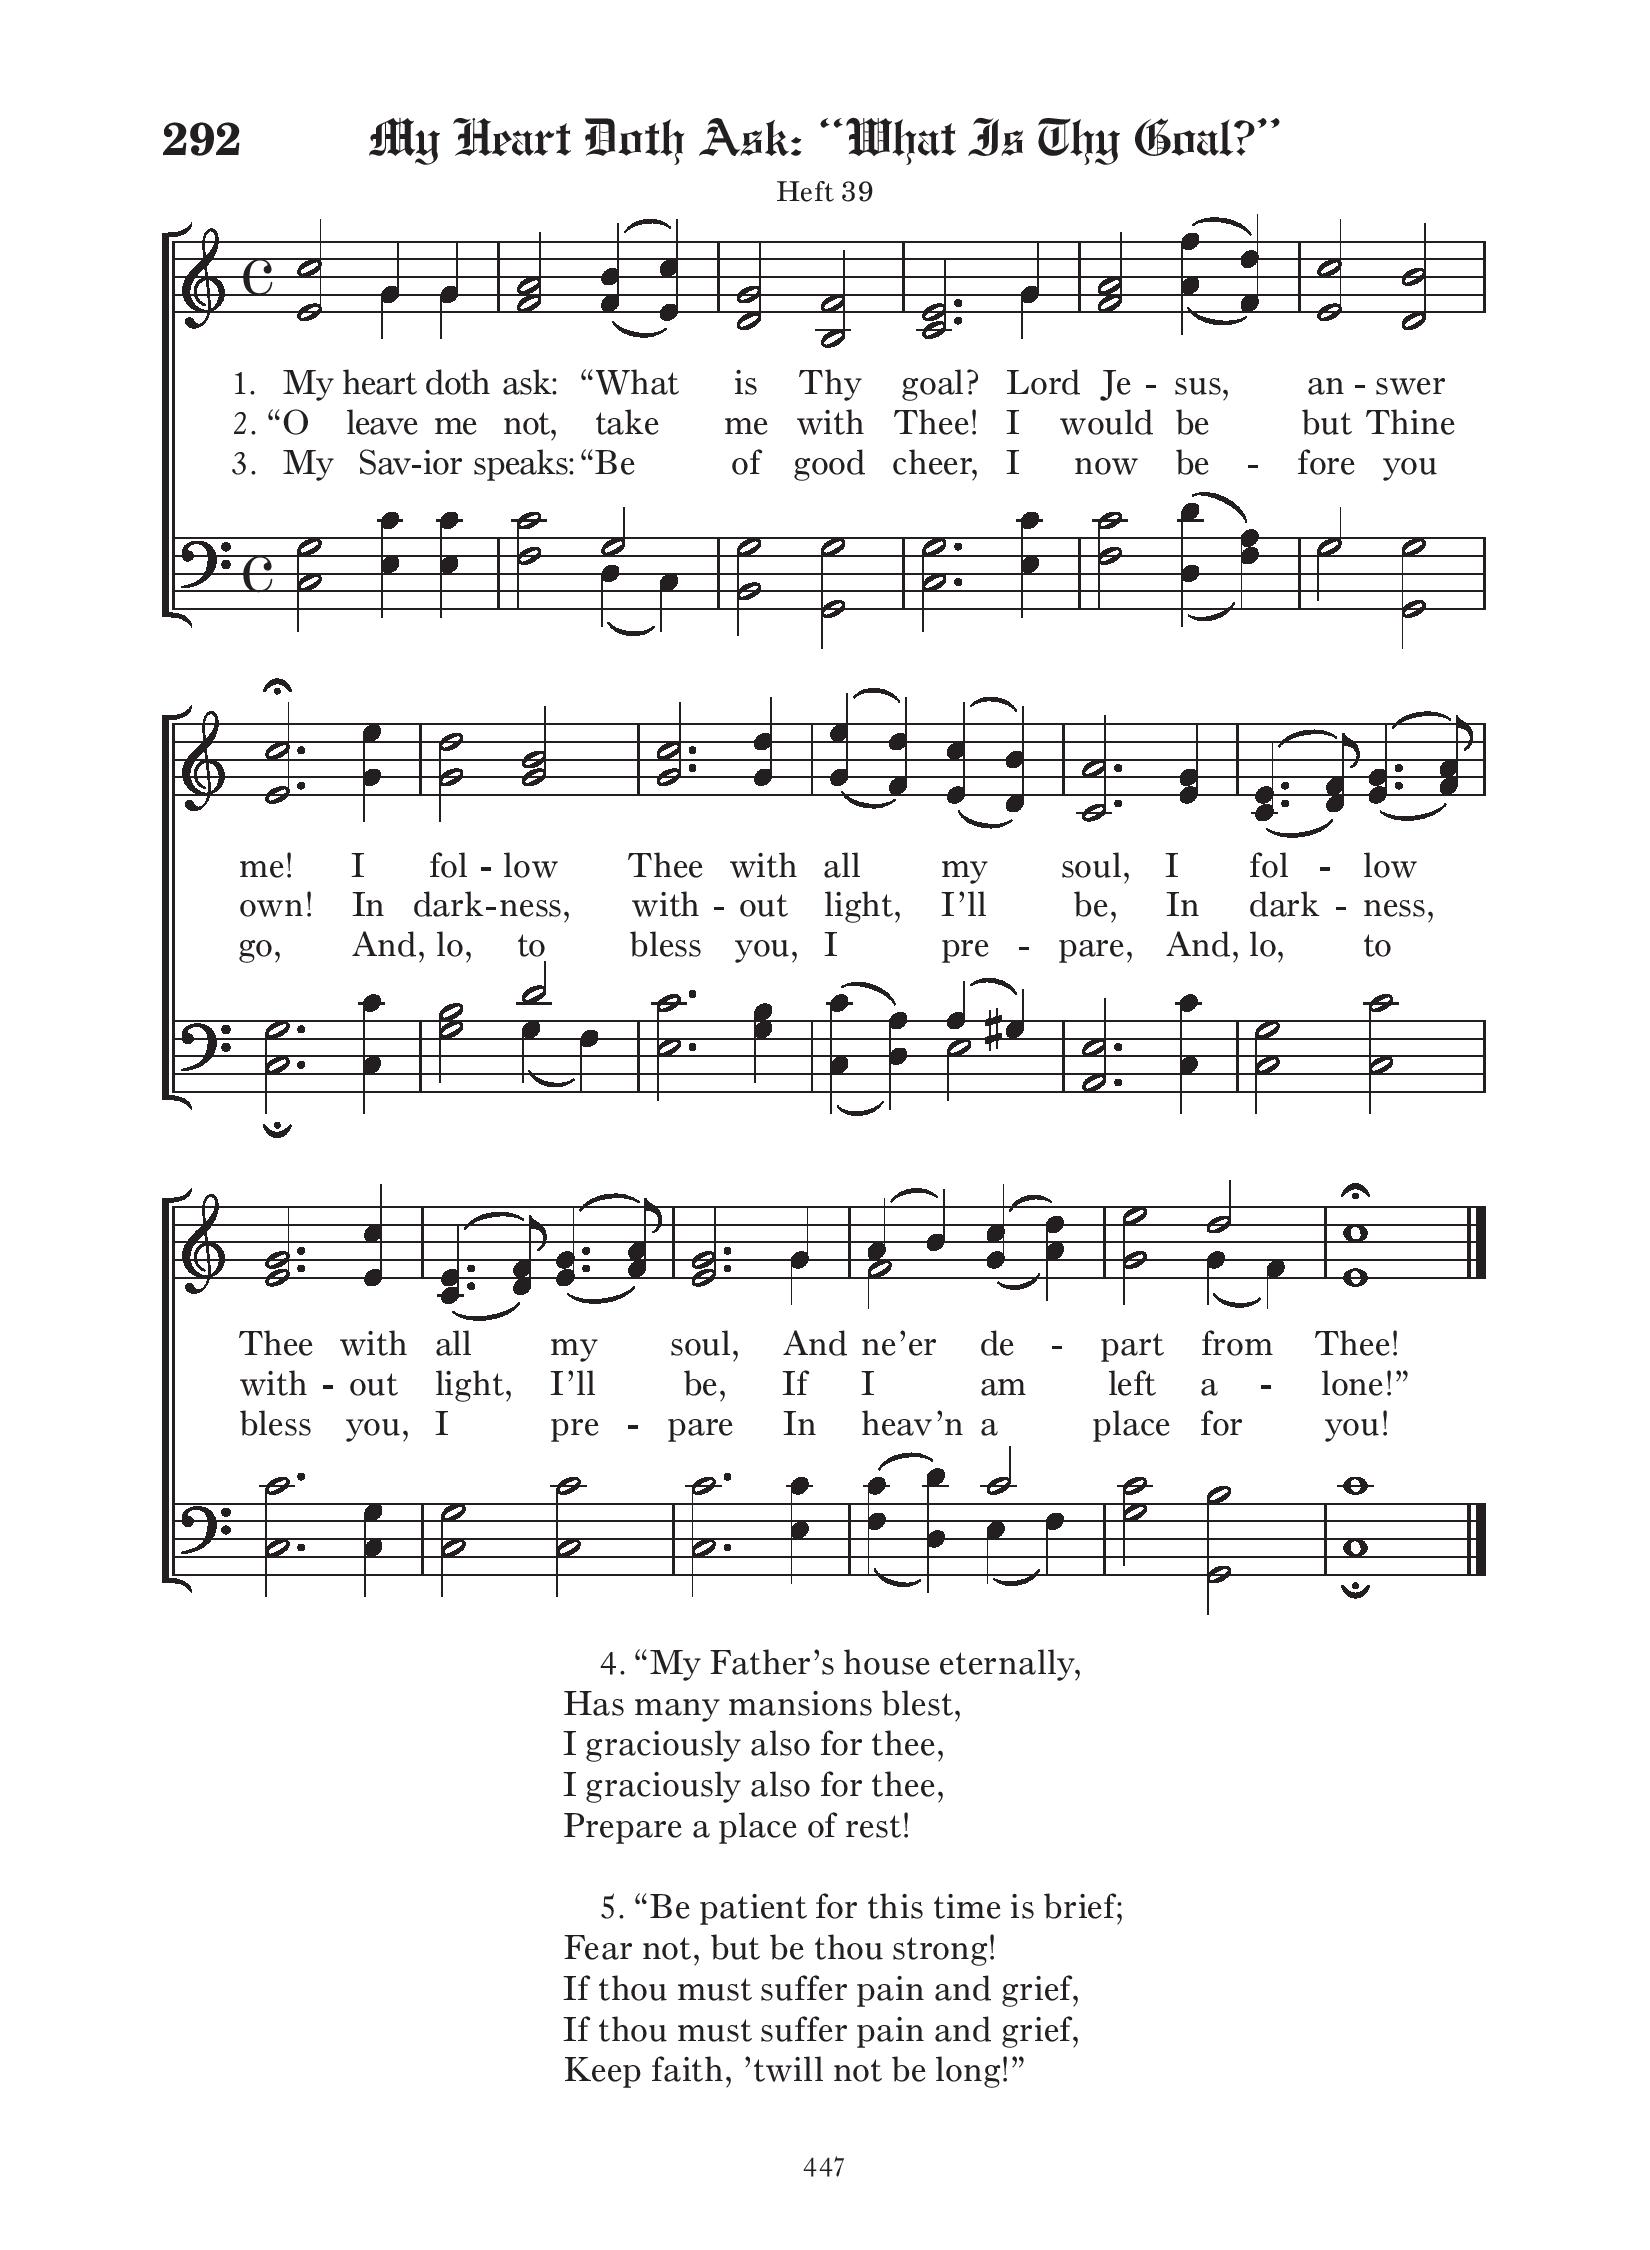 292 My Heart Doth Ask: “What Is Thy Goal?”
Heft 39
1. My heart doth ask: “What is Thy goal? Lord Je - sus, an - swer
2. “O leave me not, take me with Thee! I would be but Thine
3. My Sav-ior speaks: “Be of good cheer, I now be - fore you
me! I fol - low Thee with all my soul, I fol - low
own! In dark-ness, with - out light, I’ll be, In dark - ness,
go, And, lo, to bless you, I pre - pare, And, lo, to
Thee with all my soul, And ne’er de - part from Thee!
with - out light, I’ll be, If I am left a - lone!”
bless you, I pre - pare In heav’n a place for you!
4. “My Father’s house eternally,
Has many mansions blest,
I graciously also for thee,
I graciously also for thee,
Prepare a place of rest!
5. “Be patient for this time is brief;
Fear not, but be thou strong!
If thou must suffer pain and grief,
If thou must suffer pain and grief,
Keep faith, ’twill not be long!”
447